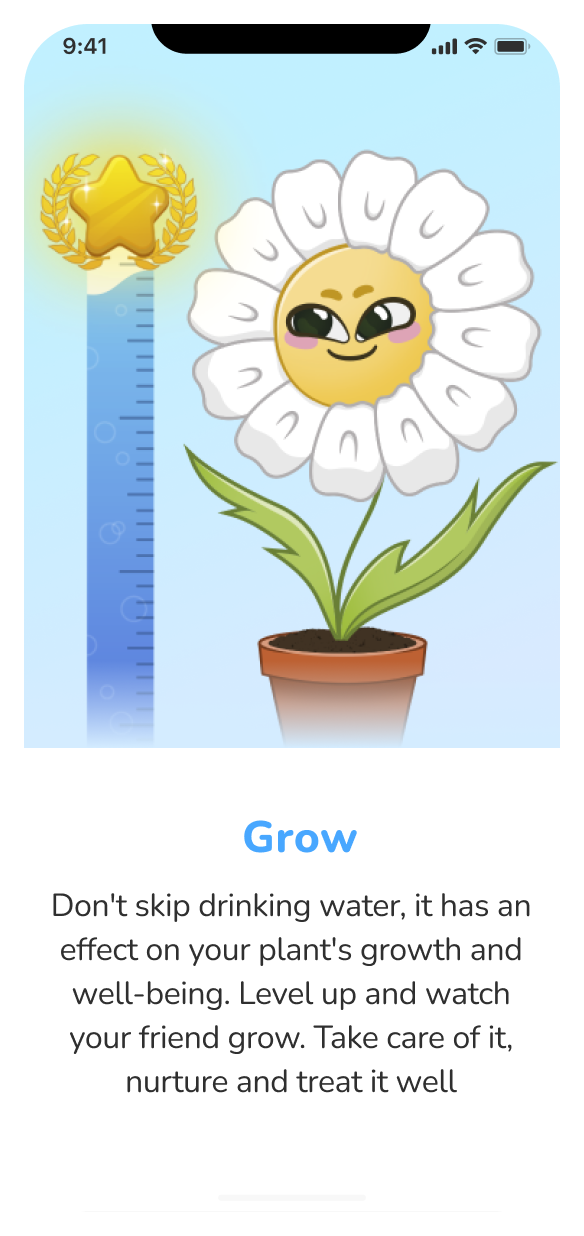 9:41
Grow
Don't skip drinking water, it has an
effect on your plant's growth and
well-being. Level up and watch
your friend grow. Take care of it,
nurture and treat it well